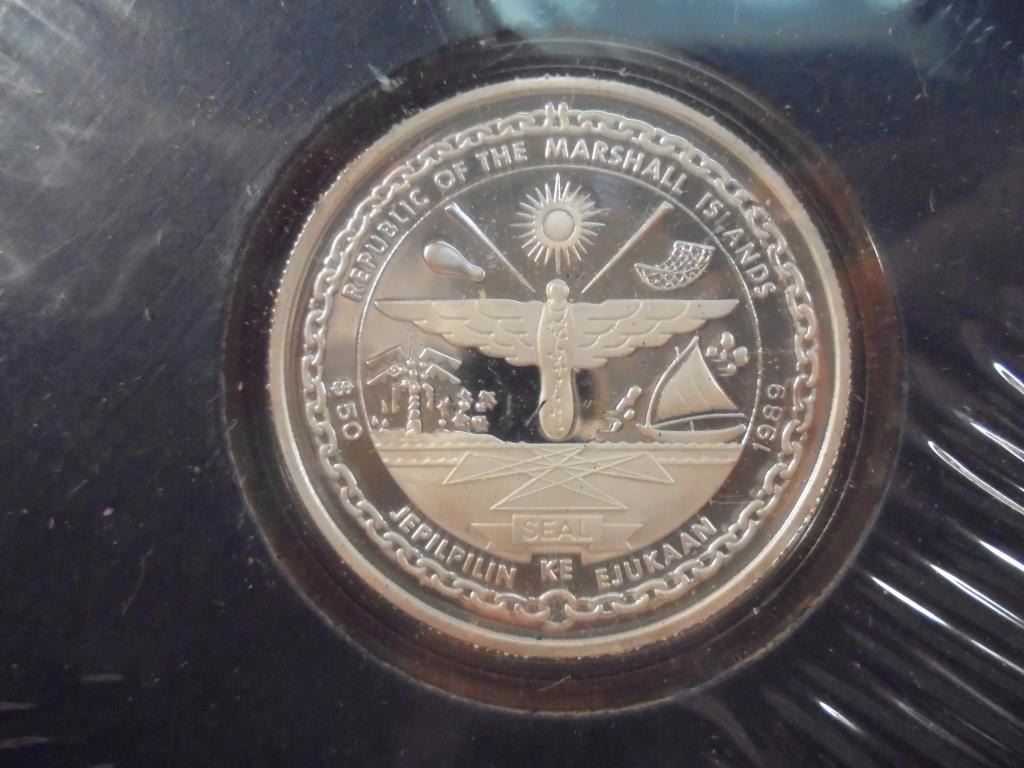 REPUBLIC OF THE MARSHALL ISLANDS
$50
1989
SEAL
JEPILPILIN KE EJUKAAN